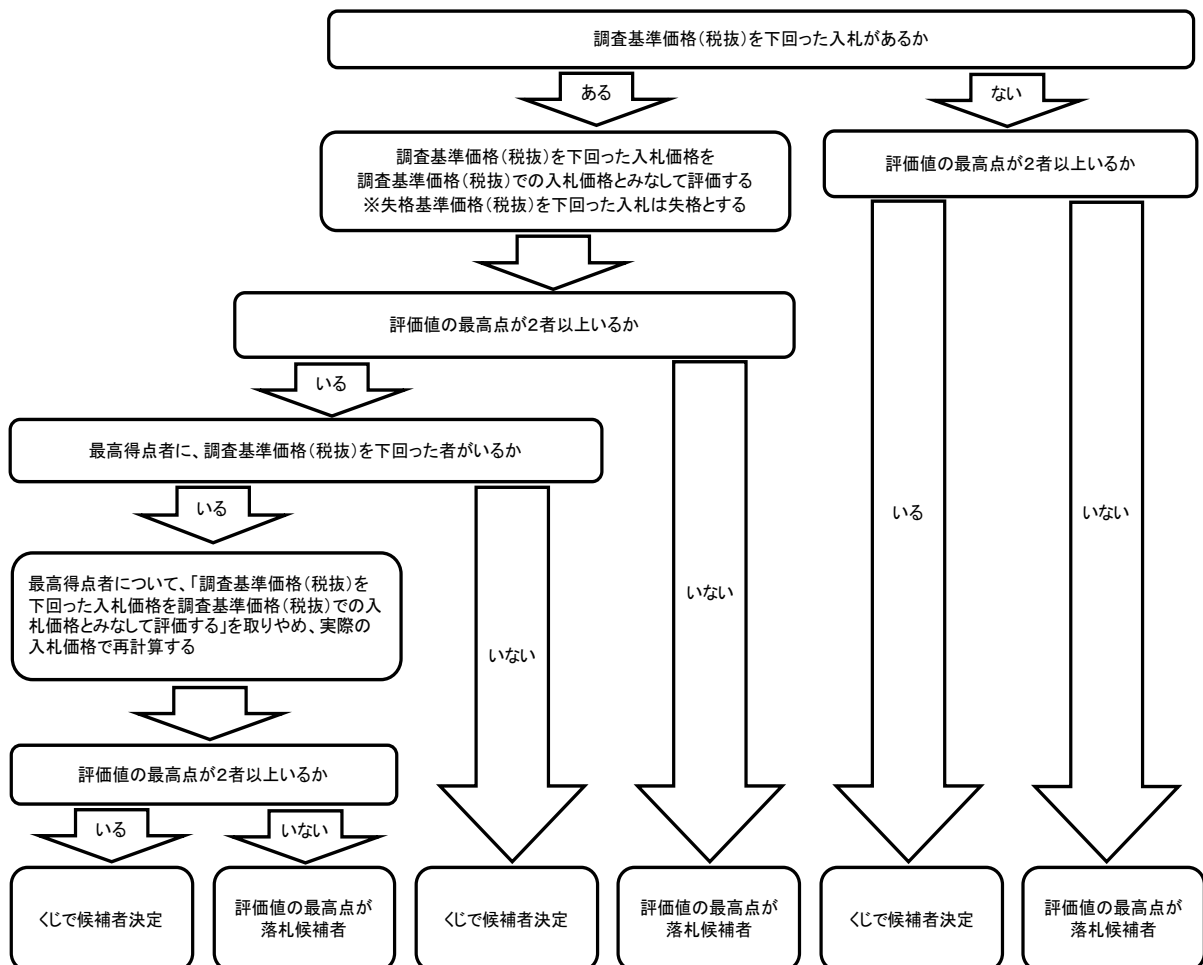 調査基準価格（税抜）を下回った入札があるか
ある
ない
調査基準価格（税抜）を下回った入札価格を
調査基準価格（税抜）での入札価格とみなして評価する
※失格基準価格（税抜）を下回った入札は失格とする
評価値の最高点が２者以上いるか
評価値の最高点が２者以上いるか
いる
最高得点者に、調査基準価格（税抜）を下回った者がいるか
いる
いない
いない
いる
いない
最高得点者について、「調査基準価格（税抜）を
下回った入札価格を調査基準価格（税抜）での入
札価格とみなして評価する」を取りやめ、実際の
入札価格で再計算する
評価値の最高点が２者以上いるか
いる
いない
くじで候補者決定
評価値の最高点が
落札候補者
くじで候補者決定
評価値の最高点が
落札候補者
くじで候補者決定
評価値の最高点が
落札候補者